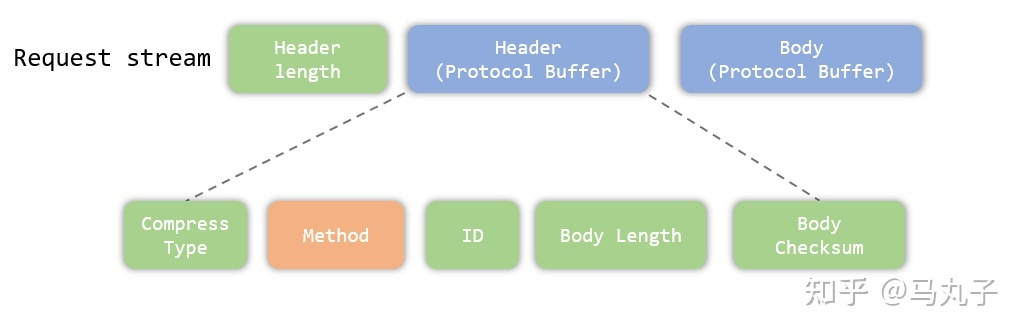 Request stream
Header
length
Header
(Protocol Buffer)
Body
(Protocol Buffer)
Compress
Type
Method
ID
Body Length
Body
Checksum
知乎 @马丸子